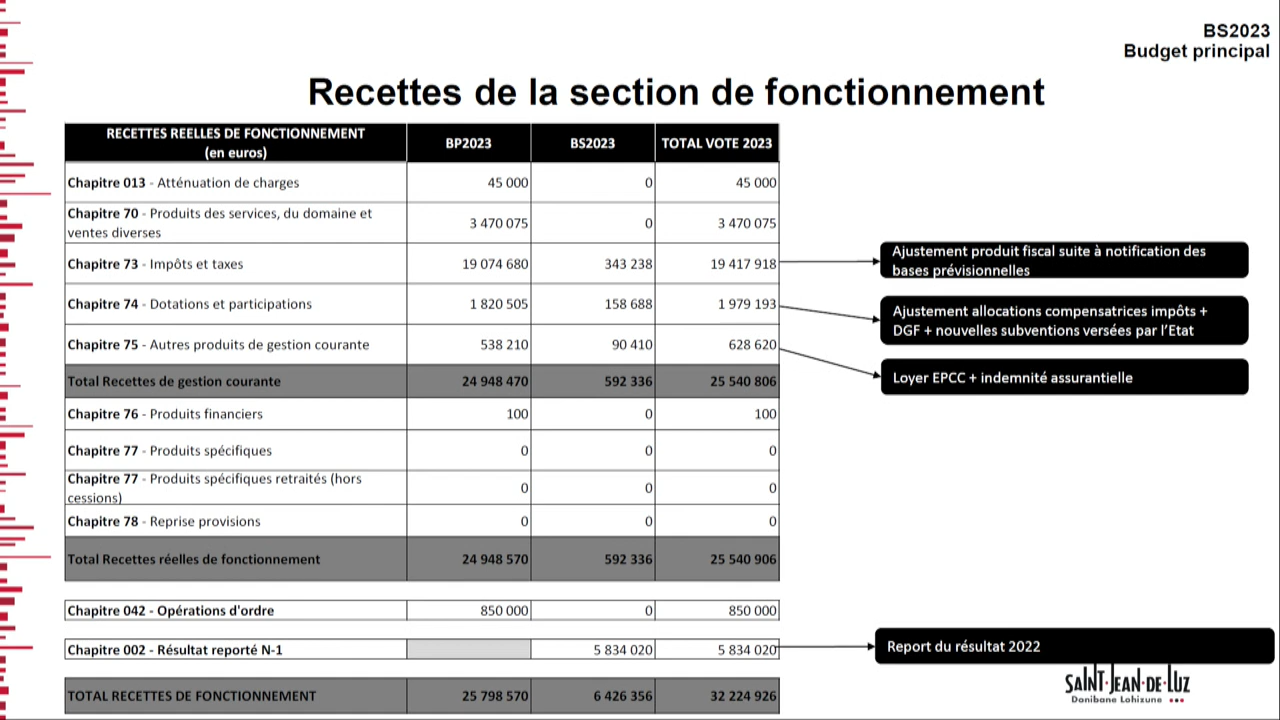 BS2023
Budget principal
Recettes de la section de fonctionnement
RECETTES REELLES DE FONCTIONNEMENT
(en euros)
BP2023
BS2023
TOTAL VOTE 2023
Chapitre 013 - Atténuation de charges
45 000
0
45 000
Chapitre 70 - Produits des services, du domaine et
ventes diverses
3 470 075
0
3 470 075
Chapitre 73 - Impôts et taxes
19 074 680
343 238
19 417 918
Ajustement produit fiscal suite à notification des
bases prévisionnelles
Chapitre 74 - Dotations et participations
1 820 505
158 688
1 979 193
Ajustement allocations compensatrices impôts +
DGF + nouvelles subventions versées par l'Etat
Chapitre 75 - Autres produits de gestion courante
538 210
90 410
628 620
Loyer EPCC + indemnité assurantielle
Total Recettes de gestion courante
24 948 470
592 336
25 540 806
Chapitre 76 - Produits financiers
100
0
100
Chapitre 77 - Produits spécifiques
0
0
0
Chapitre 77 - Produits spécifiques retraités (hors
cessions)
0
0
0
Chapitre 78 - Reprise provisions
0
0
0
Total Recettes réelles de fonctionnement
24 948 570
592 336
25 540 906
Chapitre 042 - Opérations d'ordre
850 000
0
850 000
Chapitre 002 - Résultat reporté N-1
5 834 020
5 834 020
Report du résultat 2022
TOTAL RECETTES DE FONCTIONNEMENT
25 798 570
6 426 356
32 224 926
SAINT·JEAN·DE·LUZ
Donibane Lohizune